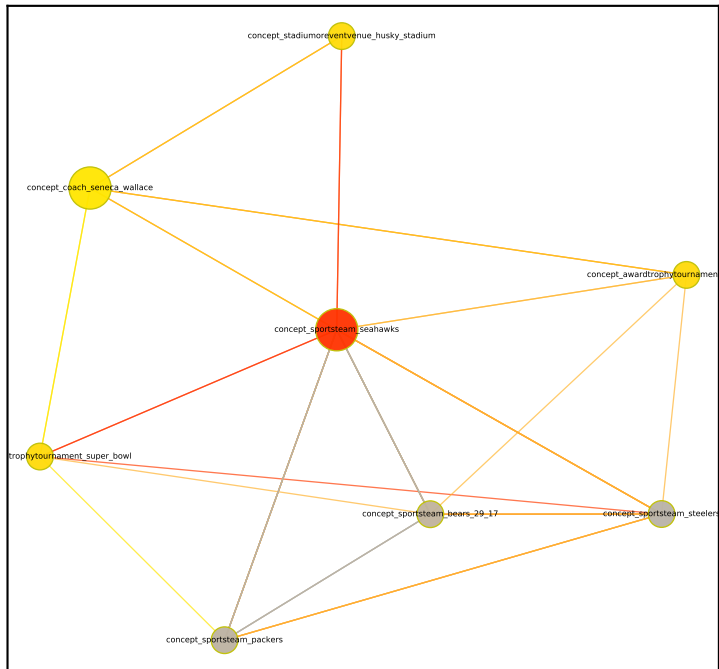 concept_stadiumoreventvenue_husky_stadium
concept_coach_seneca_wallace
concept_awardtrophytournamen
concept_sportsteam_seahawks
trophytournament_super_bowl
concept_sportsteam_bears_29_17
concept_sportsteam_steelers
concept_sportsteam_packers